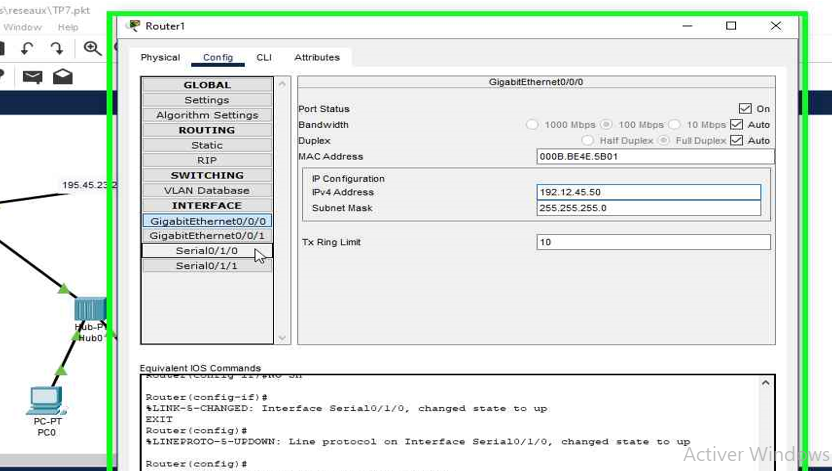 s\reseaux\TP7.pkt
Window Help
Router1
Physical Config CLI Attributes
GLOBAL
Settings
Algorithm Settings
ROUTING
Static
RIP
SWITCHING
VLAN Database
INTERFACE
GigabitEthernet0/0/0
GigabitEthernet0/0/1
Serial0/1/0
Serial0/1/1
GigabitEthernet0/0/0
Port Status On
Bandwidth 1000 Mbps 100 Mbps 10 Mbps Auto
Duplex Half Duplex Full Duplex Auto
MAC Address 000B.BE4E.5B01
IP Configuration
IPv4 Address 192.12.45.50
Subnet Mask 255.255.255.0
Tx Ring Limit 10
195.45.23.2
Hub-P
Hub0
PC-PT
PC0
Equivalent IOS Commands
Router(config-if)#NO SH
Router(config-if)#
%LINK-5-CHANGED: Interface Serial0/1/0, changed state to up
EXIT
Router(config)#
%LINEPROTO-5-UPDOWN: Line protocol on Interface Serial0/1/0, changed state to up
Router(config)#
Activer Windows